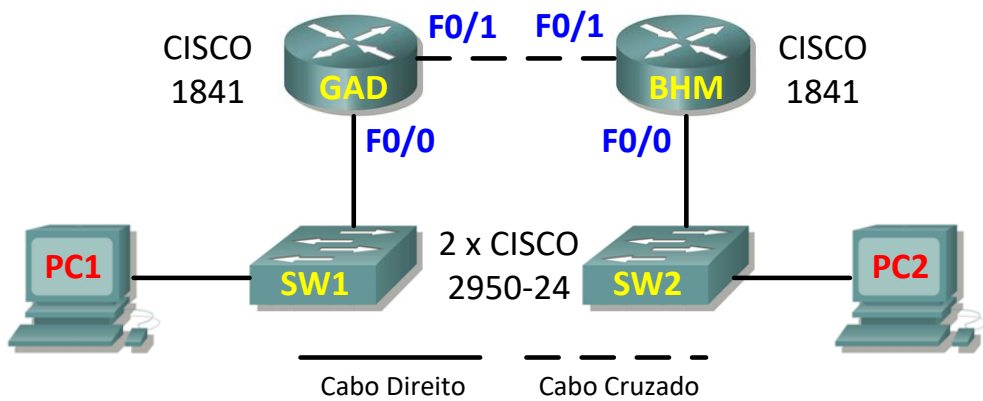 F0/1
F0/1
CISCO
1841
GAD
BHM
CISCO
1841
F0/0
F0/0
PC1
SW1
2 x CISCO
2950-24
SW2
PC2
Cabo Direito
Cabo Cruzado